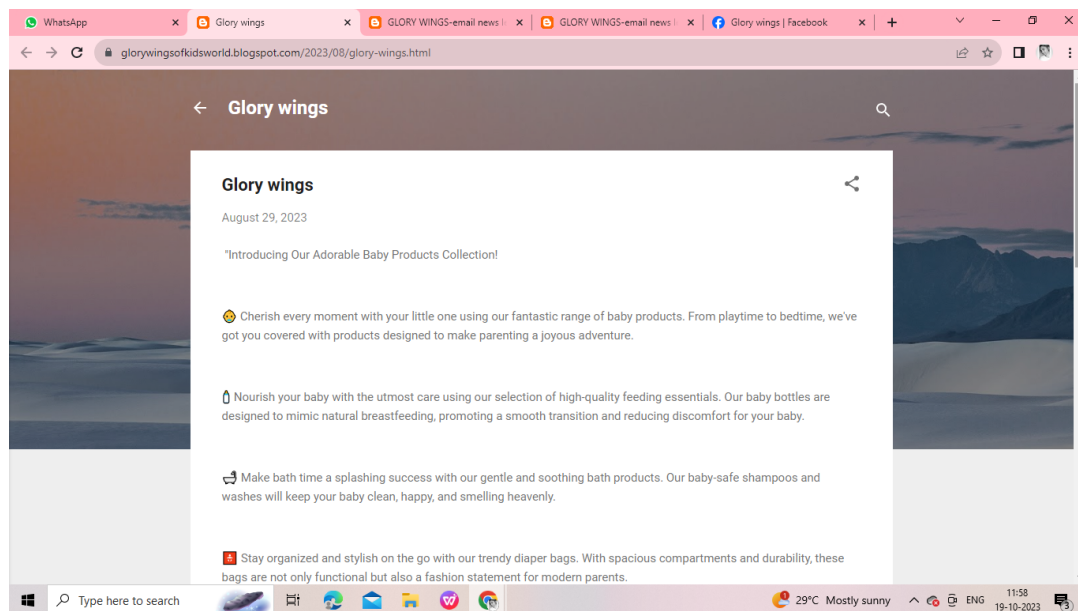 WhatsApp
Glory wings
GLORY WINGS-email news l
GLORY WINGS-email news l
Glory wings | Facebook
glorywingsofkidsworld.blogspot.com/2023/08/glory-wings.html
Glory wings
Glory wings
August 29, 2023
"Introducing Our Adorable Baby Products Collection!
Cherish every moment with your little one using our fantastic range of baby products. From playtime to bedtime, we've
got you covered with products designed to make parenting a joyous adventure.
Nourish your baby with the utmost care using our selection of high-quality feeding essentials. Our baby bottles are
designed to mimic natural breastfeeding, promoting a smooth transition and reducing discomfort for your baby.
Make bath time a splashing success with our gentle and soothing bath products. Our baby-safe shampoos and
washes will keep your baby clean, happy, and smelling heavenly.
Stay organized and stylish on the go with our trendy diaper bags. With spacious compartments and durability, these
bags are not only functional but also a fashion statement for modern parents.
Type here to search
29°C Mostly sunny
ENG
11:58
19-10-2023
3